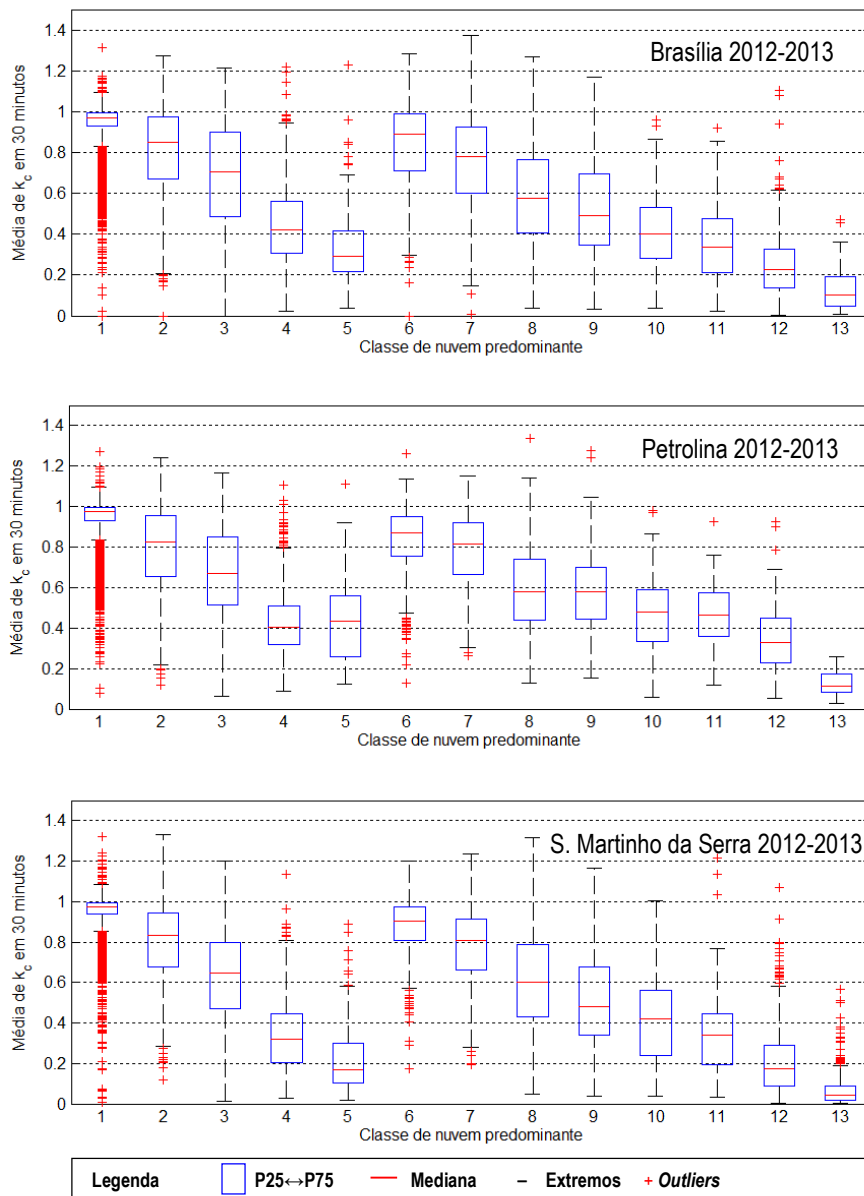 Brasília 2012-2013
Média de kc em 30 minutos
1.4
1.2
1
0.8
0.6
0.4
0.2
0
1 2 3 4 5 6 7 8 9 10 11 12 13
Classe de nuvem predominante
Petrolina 2012-2013
Média de kc em 30 minutos
1.4
1.2
1
0.8
0.6
0.4
0.2
0
1 2 3 4 5 6 7 8 9 10 11 12 13
Classe de nuvem predominante
S. Martinho da Serra 2012-2013
Média de kc em 30 minutos
1.4
1.2
1
0.8
0.6
0.4
0.2
0
1 2 3 4 5 6 7 8 9 10 11 12 13
Classe de nuvem predominante
Legenda P25↔P75 Mediana Extremos + Outliers